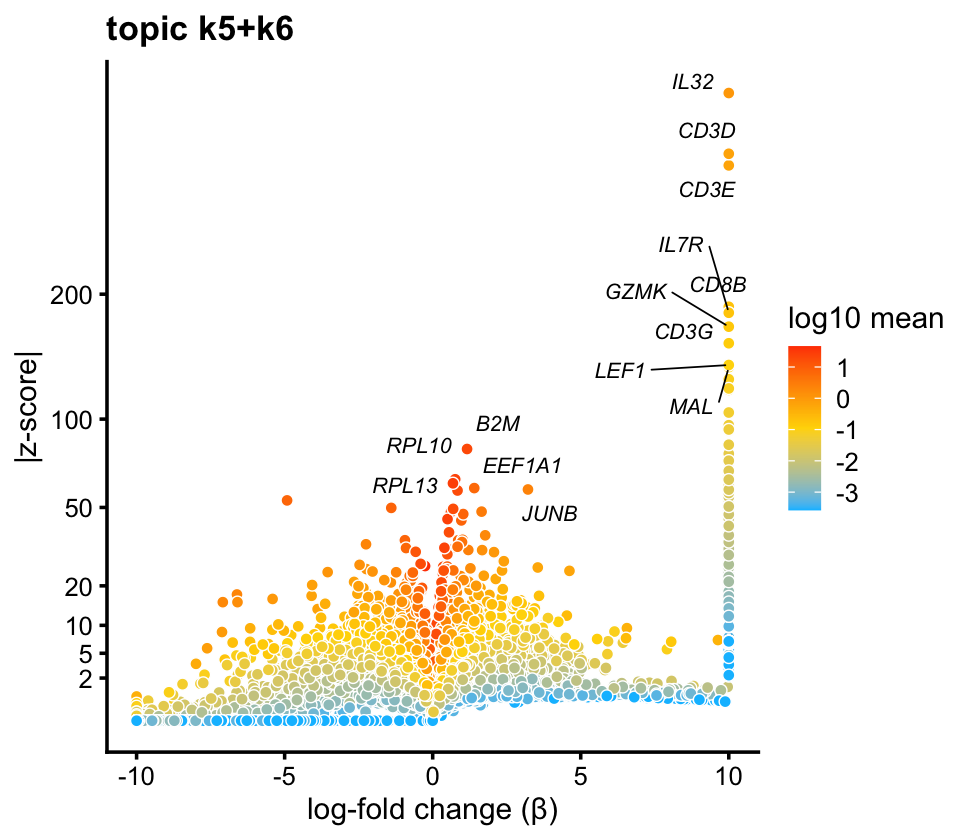 topic k5+k6
IL32
CD3D
CD3E
IL7R
CD8B
GZMK
CD3G
LEF1
MAL
B2M
RPL10
EEF1A1
RPL13
JUNB
200
100
50
20
10
5
2
|z-score|
-10 -5 0 5 10
log-fold change (β)
log10 mean
1
0
-1
-2
-3